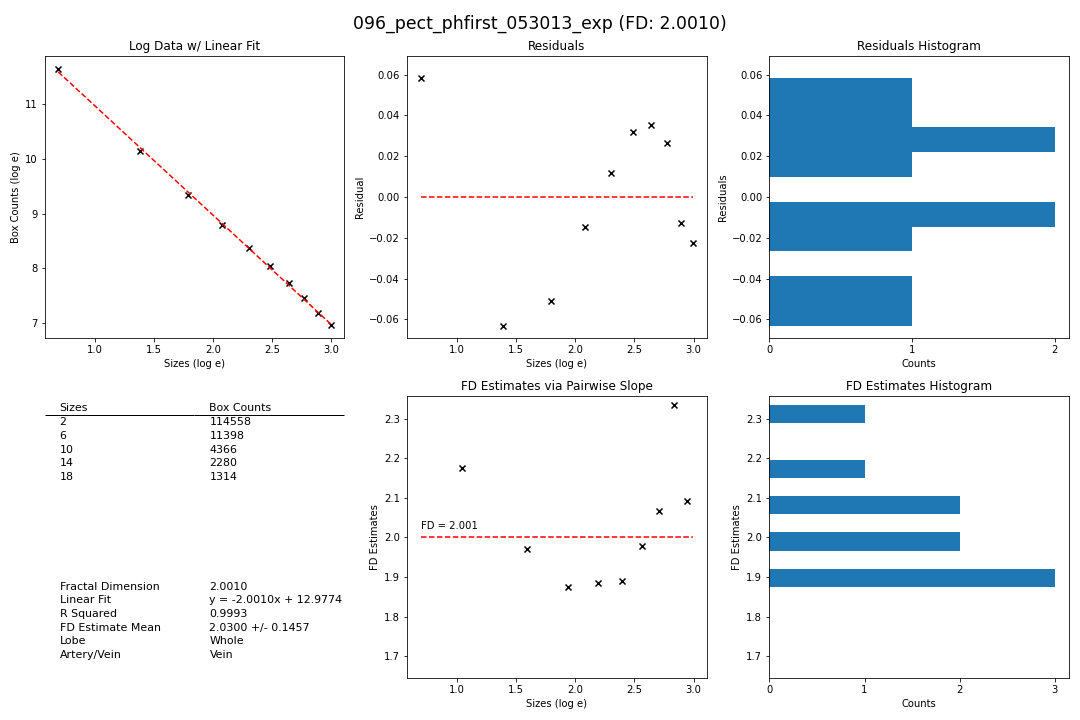 096_pect_phfirst_053013_exp (FD: 2.0010)
Log Data w/ Linear Fit
Box Counts (log e)
11
10
9
8
7
1.0 1.5 2.0 2.5 3.0
Sizes (log e)
Residuals
Residual
0.06
0.04
0.02
0.00
−0.02
−0.04
−0.06
1.0 1.5 2.0 2.5 3.0
Sizes (log e)
Residuals Histogram
Residuals
0.06
0.04
0.02
0.00
−0.02
−0.04
−0.06
0 1 2
Counts
Sizes Box Counts
2 114558
6 11398
10 4366
14 2280
18 1314
Fractal Dimension 2.0010
Linear Fit y = -2.0010x + 12.9774
R Squared 0.9993
FD Estimate Mean 2.0300 +/- 0.1457
Lobe Whole
Artery/Vein Vein
FD Estimates via Pairwise Slope
FD Estimates
2.3
2.2
2.1
2.0
1.9
1.8
1.7
FD = 2.001
1.0 1.5 2.0 2.5 3.0
Sizes (log e)
FD Estimates Histogram
FD Estimates
2.3
2.2
2.1
2.0
1.9
1.8
1.7
0 1 2 3
Counts